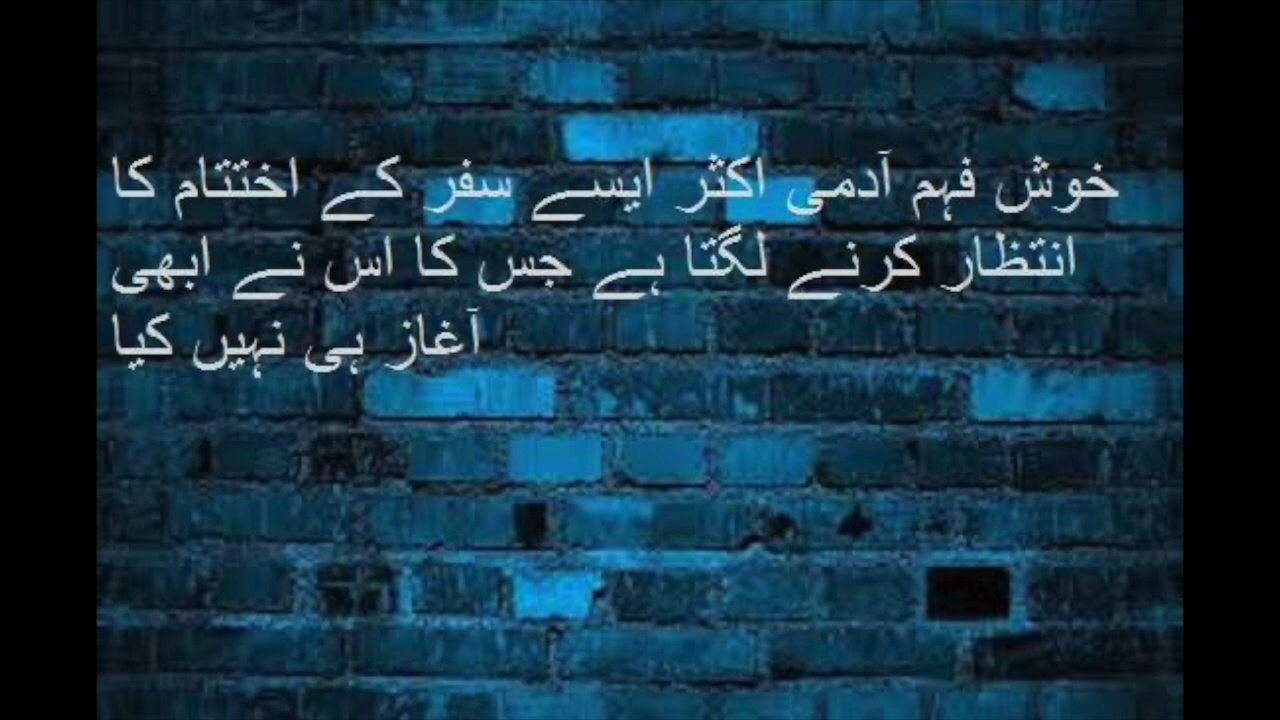 خوش فہم آدمی اکثر ایسے سفر کے اختتام کا
انتظار کرنے لگتا ہے جس کا اس نے ابھی
آغاز ہی نہیں کیا